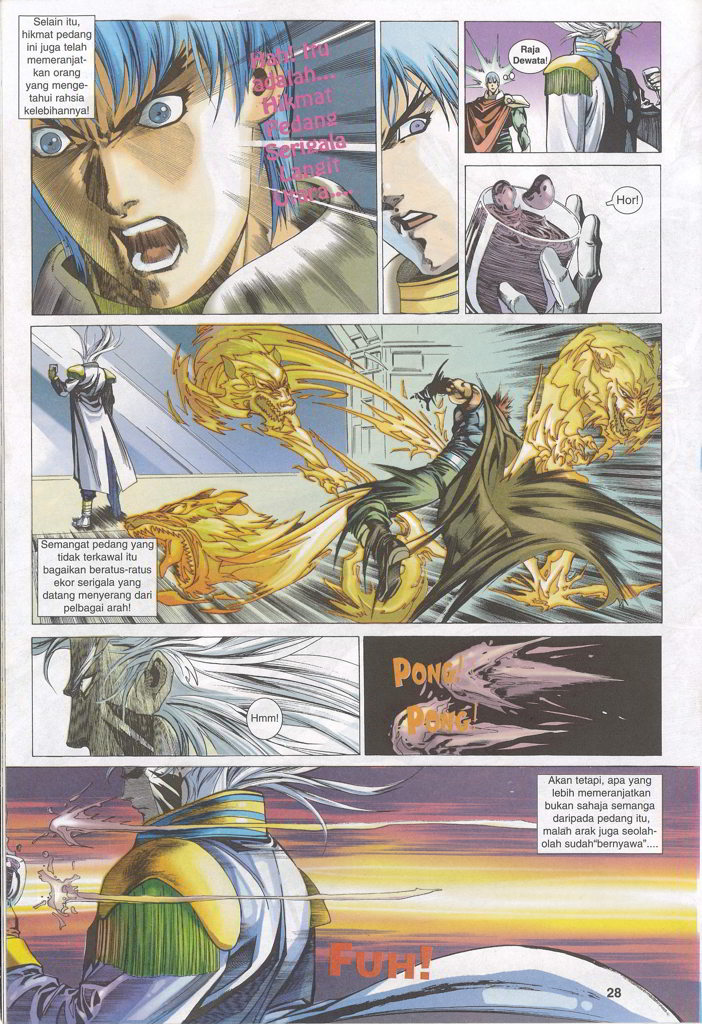 Selain itu,
hikmat pedang
ini juga telah
memeranjat-
kan orang
yang menge-
tahui rahsia
kelebihannya!
Wah! Itu
adalah...
Hikmat
Pedang
Serigala
Langit
Utara....
Raja
Dewata!
Hor!
Semangat pedang yang
tidak terkawal itu
bagaikan beratus-ratus
ekor serigala yang
datang menyerang dari
pelbagai arah!
Hmm!
PONG!
PONG!
Akan tetapi, apa yang
lebih memeranjatkan
bukan sahaja semanga
daripada pedang itu,
malah arak juga seolah-
olah sudah"bernyawa"....
FUH!
28